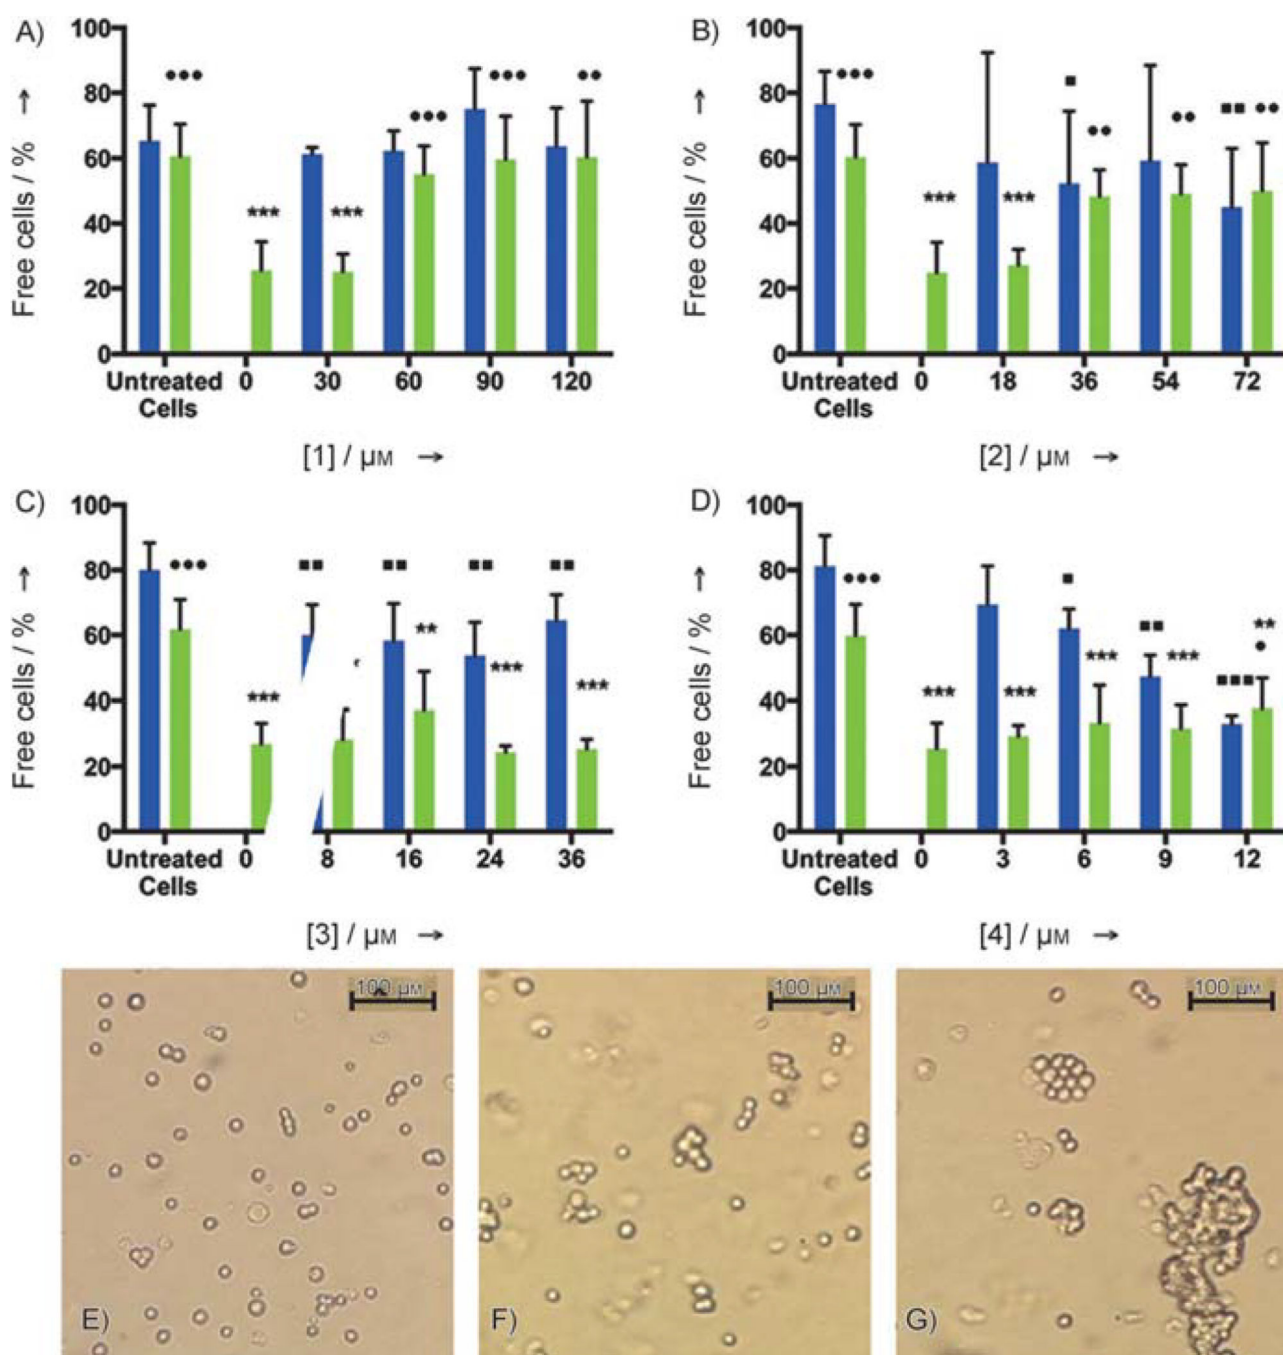 A)
Free cells / % →
100
80
60
40
20
0
●●● *** *** ●●● ●●● ●●
Untreated Cells 0 30 60 90 120
[1] / μM →
B)
Free cells / % →
100
80
60
40
20
0
●●● *** *** ■ ●● ●● ■■ ●●
Untreated Cells 0 18 36 54 72
[2] / μM →
C)
Free cells / % →
100
80
60
40
20
0
●●● *** ■■ ■■ ** ■■ *** ■■ ***
Untreated Cells 0 8 16 24 36
[3] / μM →
D)
Free cells / % →
100
80
60
40
20
0
●●● *** *** ■ *** ■■ *** ■■■ ** ●
Untreated Cells 0 3 6 9 12
[4] / μM →
100 μM
E)
100 μM
F)
100 μM
G)